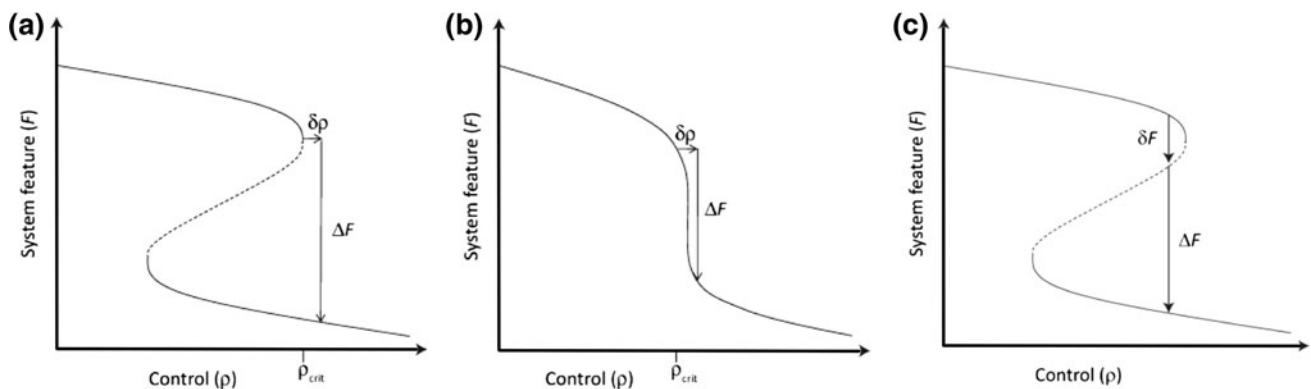 (a)
System feature (F)
δρ
ΔF
Control (ρ)
ρcrit
(b)
System feature (F)
δρ
ΔF
Control (ρ)
ρcrit
(c)
System feature (F)
δF
ΔF
Control (ρ)